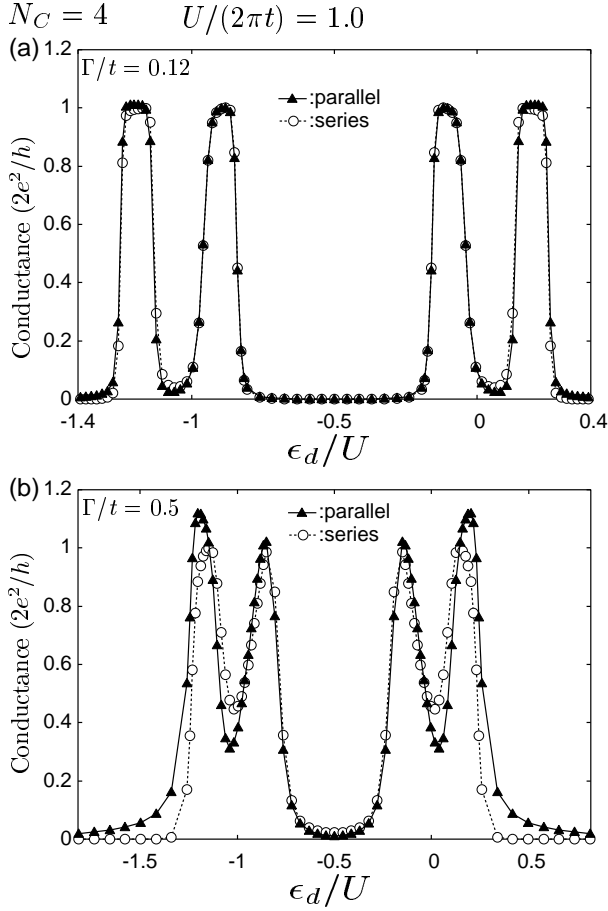 N_C = 4 U/(2πt) = 1.0
(a)
Γ/t = 0.12
:parallel
:series
Conductance (2e²/h)
1.2
1
0.8
0.6
0.4
0.2
0
-1.4 -1 -0.5 0 0.4
ϵ_d/U
(b)
Γ/t = 0.5
:parallel
:series
Conductance (2e²/h)
1.2
1
0.8
0.6
0.4
0.2
0
-1.5 -1 -0.5 0 0.5
ϵ_d/U